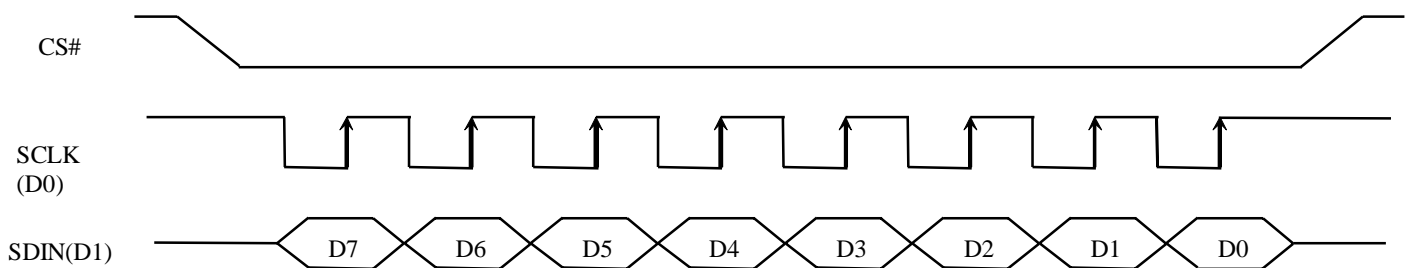 CS#
SCLK
(D0)
SDIN(D1)
D7 D6 D5 D4 D3 D2 D1 D0